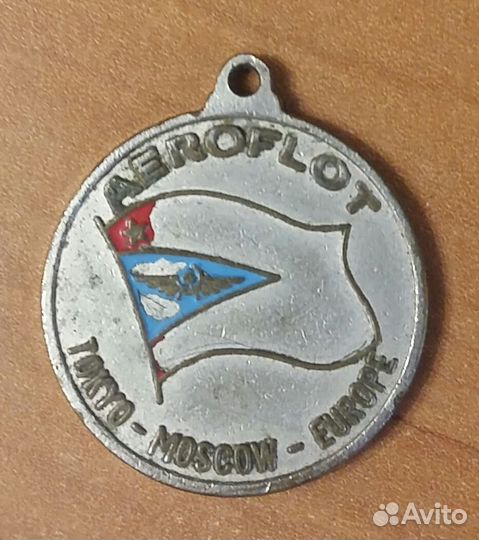 AEROFLOT
TOKYO - MOSCOW - EUROPE
Avito